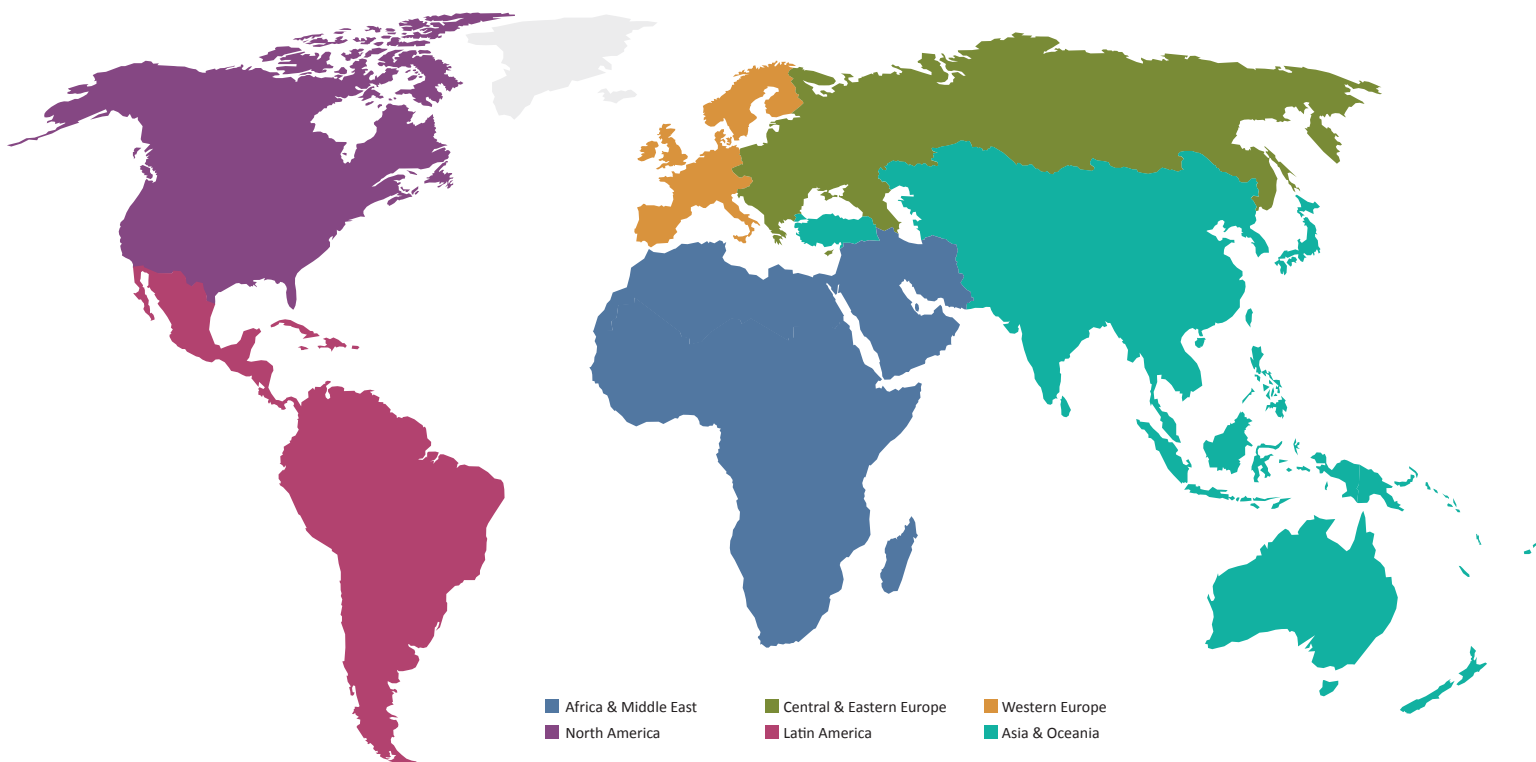 Africa & Middle East Central & Eastern Europe Western Europe
North America Latin America Asia & Oceania